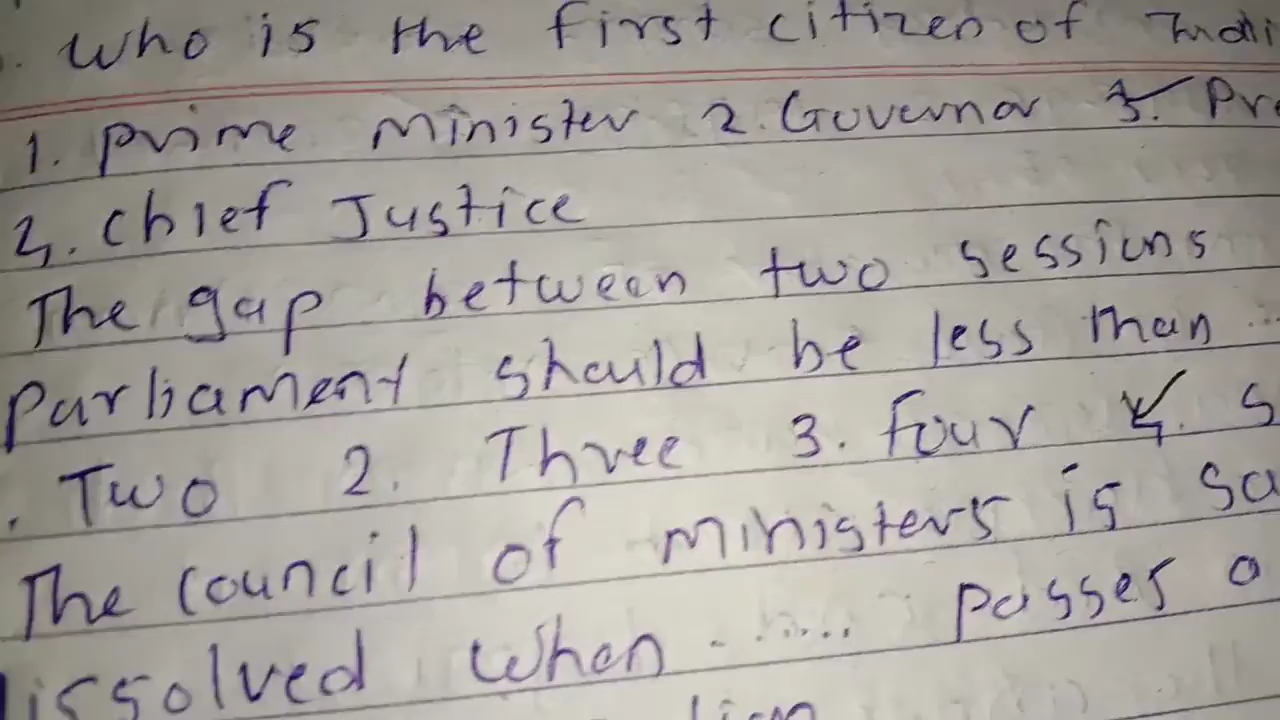 . Who is the first citizen of Indi
1. prime minister 2. Governor 3. Pr
4. Chief Justice
The gap between two sessions
Parliament should be less than ...
. Two 2. Three 3. four 4. S
The council of ministers is sa
issolved when ...... passes a